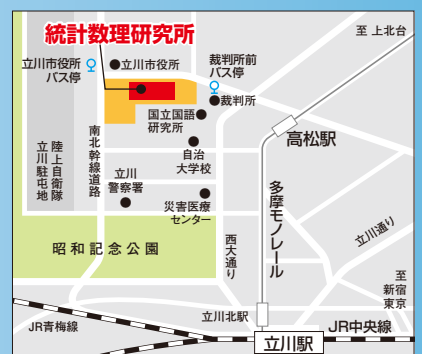 統計数理研究所
至 上北台
立川市役所
バス停
立川市役所
裁判所前
バス停
裁判所
国立国語
研究所
高松駅
自治
大学校
陸上自衛隊
立川駐屯地
南北幹線道路
立川
警察署
災害医療
センター
多摩モノレール
立川通り
昭和記念公園
西大通り
至
新宿
東京
立川北駅
JR青梅線
JR中央線
立川駅